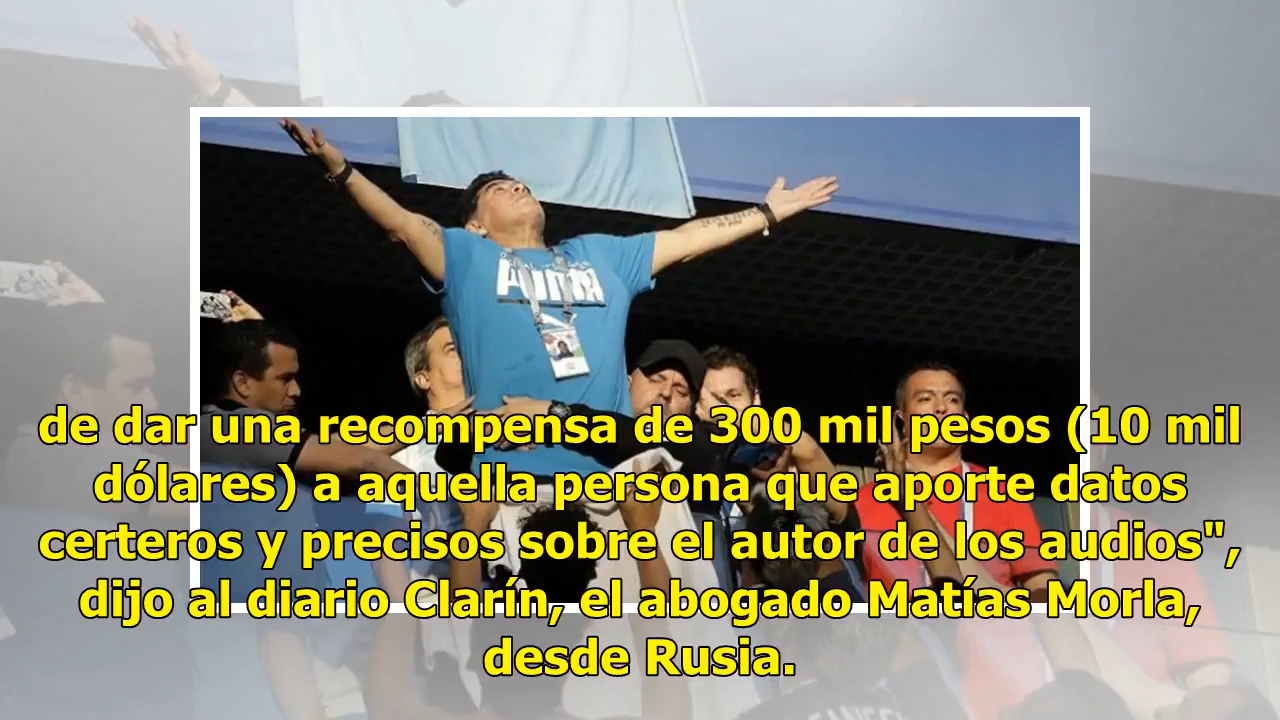 PUMA
de dar una recompensa de 300 mil pesos (10 mil
dólares) a aquella persona que aporte datos
certeros y precisos sobre el autor de los audios",
dijo al diario Clarín, el abogado Matías Morla,
desde Rusia.